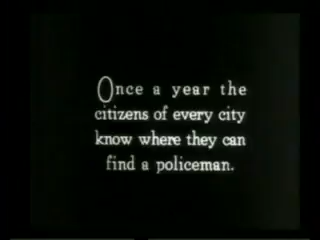 Once a year the
citizens of every city
know where they can
find a policeman.